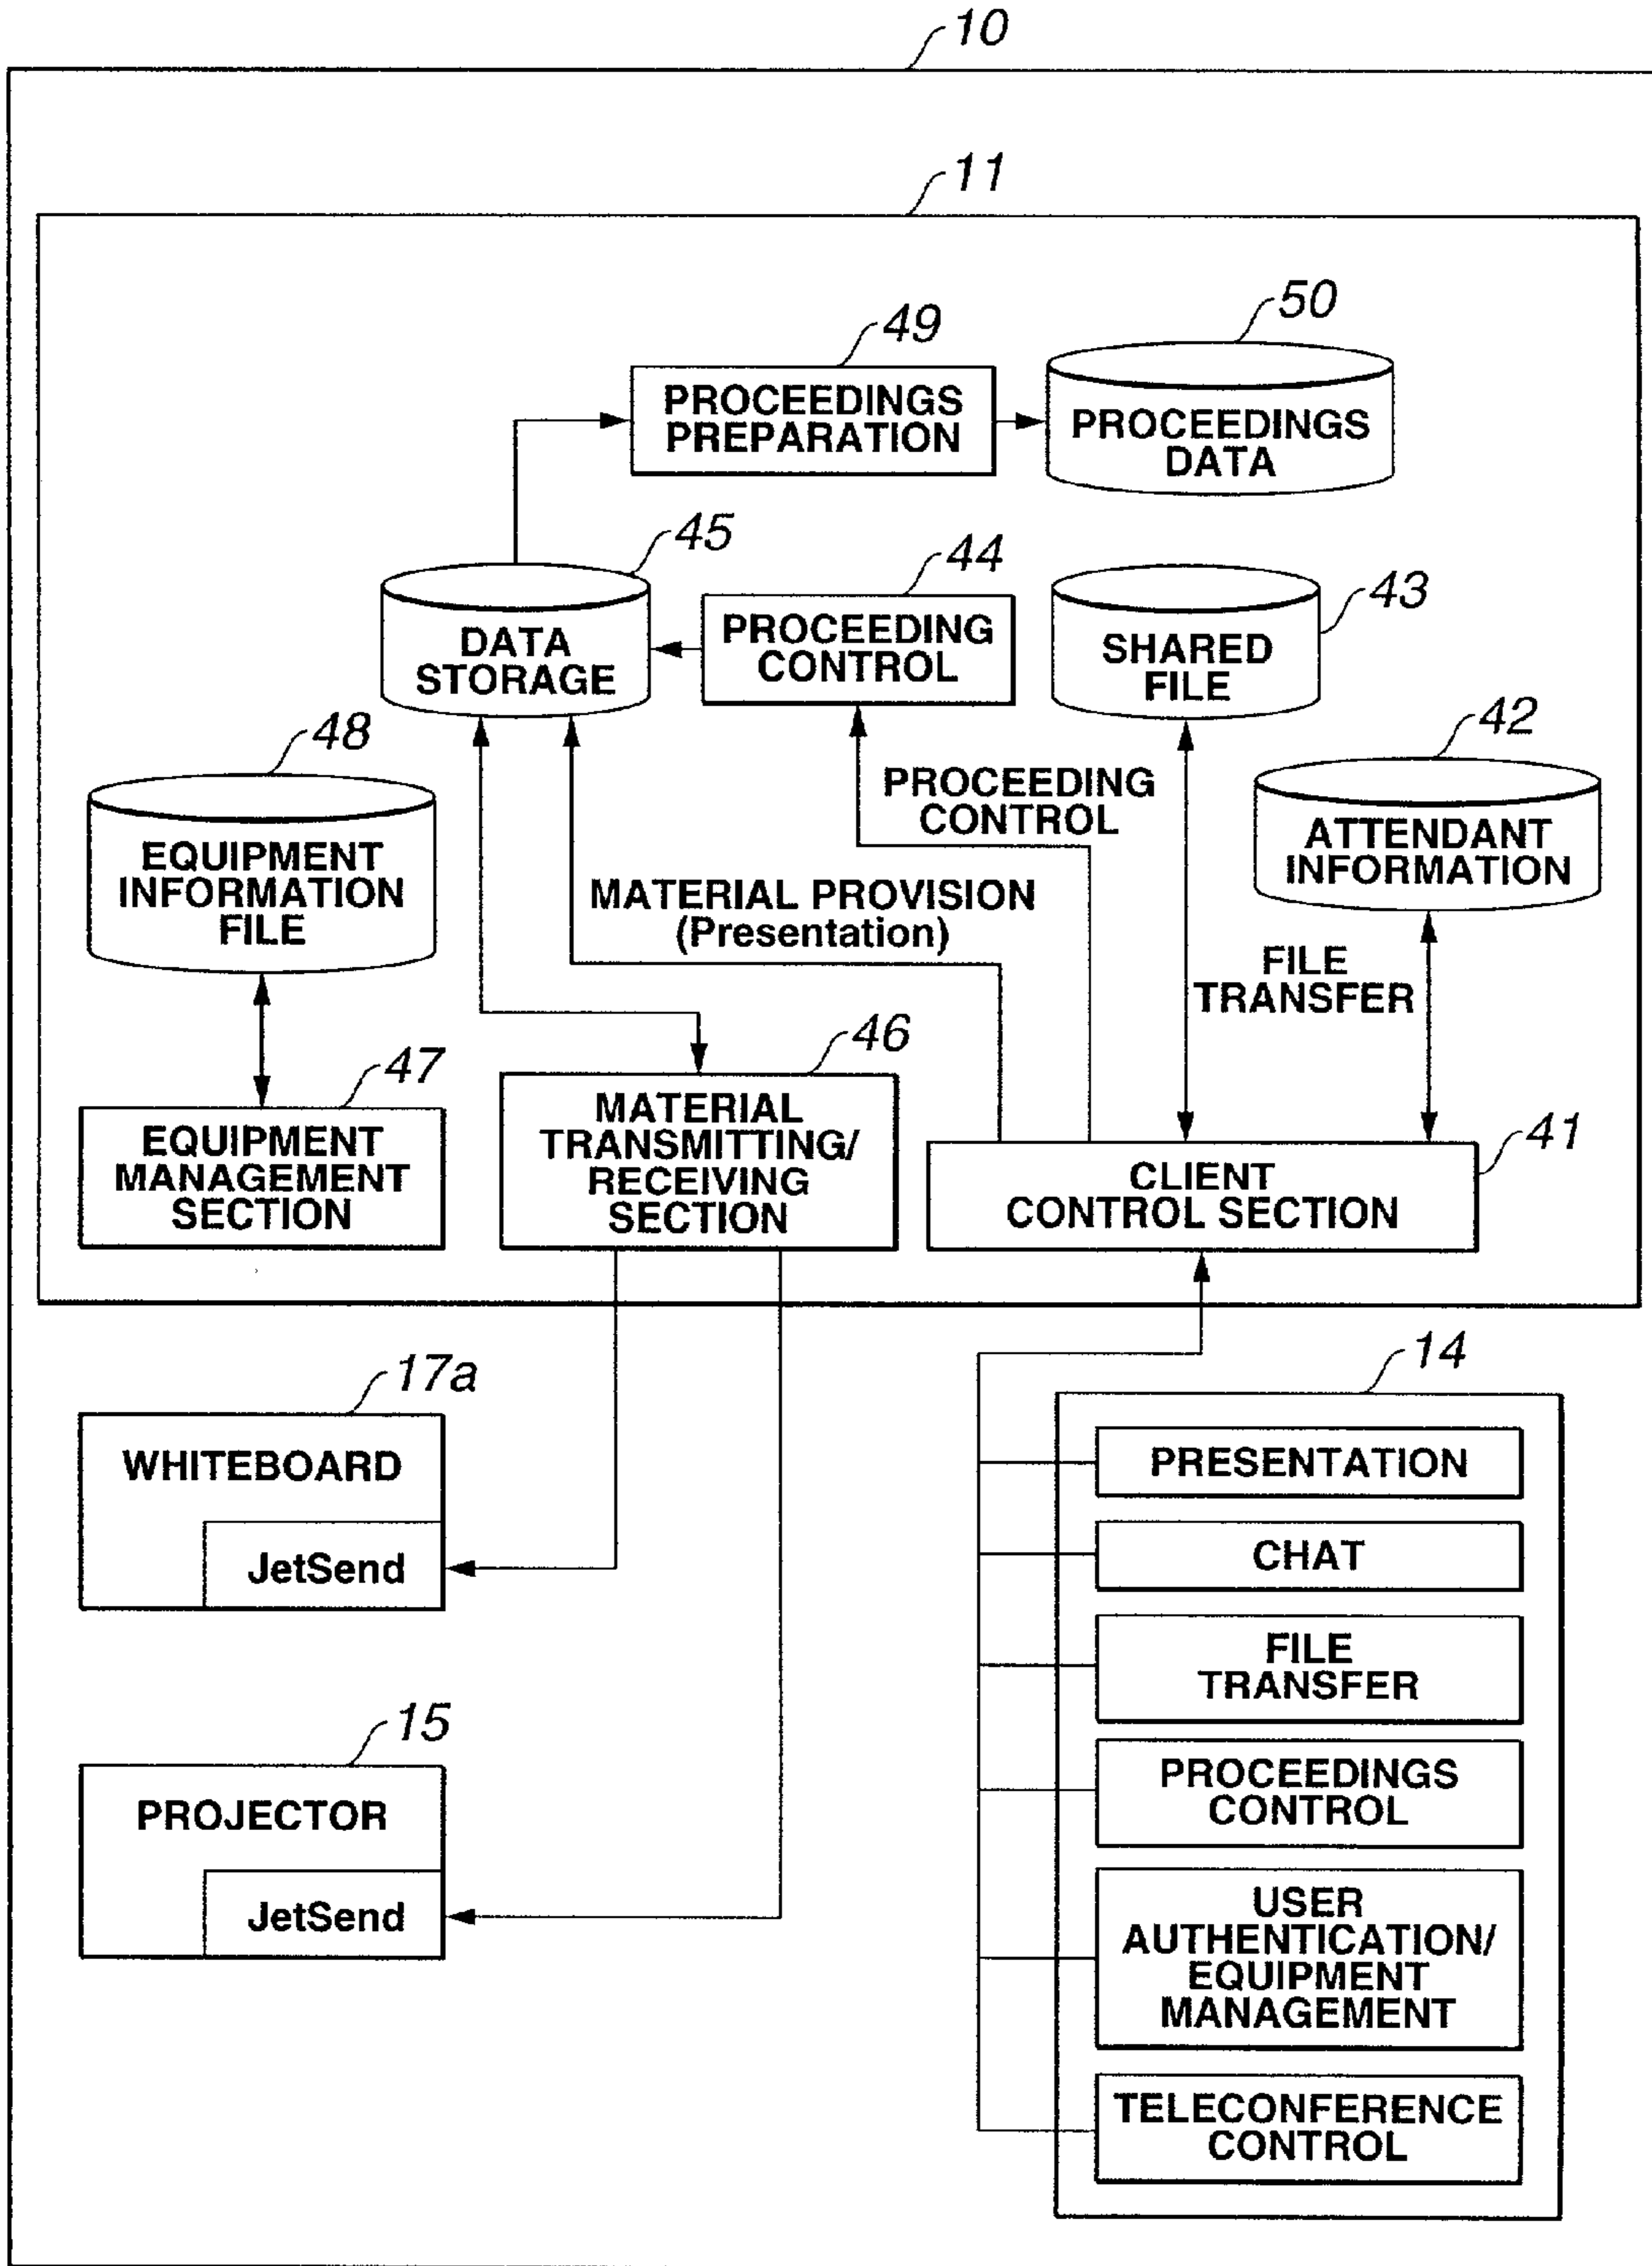 10
11
49
50
PROCEEDINGS
PREPARATION
PROCEEDINGS
DATA
45
44
43
DATA
STORAGE
PROCEEDING
CONTROL
SHARED
FILE
48
42
PROCEEDING
CONTROL
EQUIPMENT
INFORMATION
FILE
ATTENDANT
INFORMATION
MATERIAL PROVISION
(Presentation)
FILE
TRANSFER
47
46
41
EQUIPMENT
MANAGEMENT
SECTION
MATERIAL
TRANSMITTING/
RECEIVING
SECTION
CLIENT
CONTROL SECTION
17a
WHITEBOARD
JetSend
15
PROJECTOR
JetSend
14
PRESENTATION
CHAT
FILE
TRANSFER
PROCEEDINGS
CONTROL
USER
AUTHENTICATION/
EQUIPMENT
MANAGEMENT
TELECONFERENCE
CONTROL